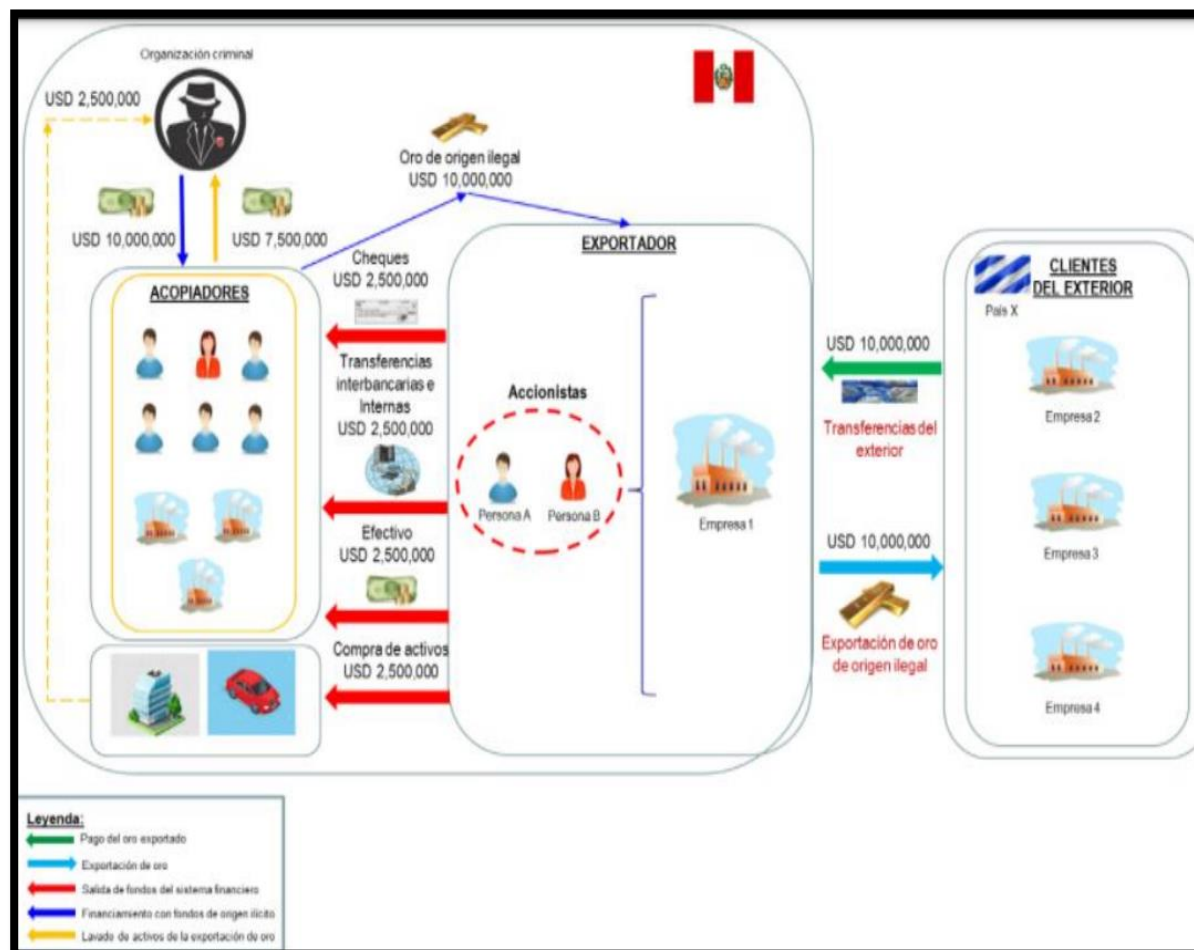 Organización criminal
USD 2,500,000
USD 10,000,000
USD 7,500,000
Oro de origen ilegal
USD 10,000,000
ACOPIADORES
Cheques
USD 2,500,000
Transferencias
interbancarias e
Internas
USD 2,500,000
Efectivo
USD 2,500,000
Compra de activos
USD 2,500,000
EXPORTADOR
Accionistas
Persona A
Persona B
Empresa 1
USD 10,000,000
Transferencias del
exterior
USD 10,000,000
Exportación de oro
de origen ilegal
CLIENTES
DEL EXTERIOR
País X
Empresa 2
Empresa 3
Empresa 4
Leyenda:
Pago del oro exportado
Exportación de oro
Salida de fondos del sistema financiero
Financiamiento con fondos de origen ilícito
Lavado de activos de la exportación de oro